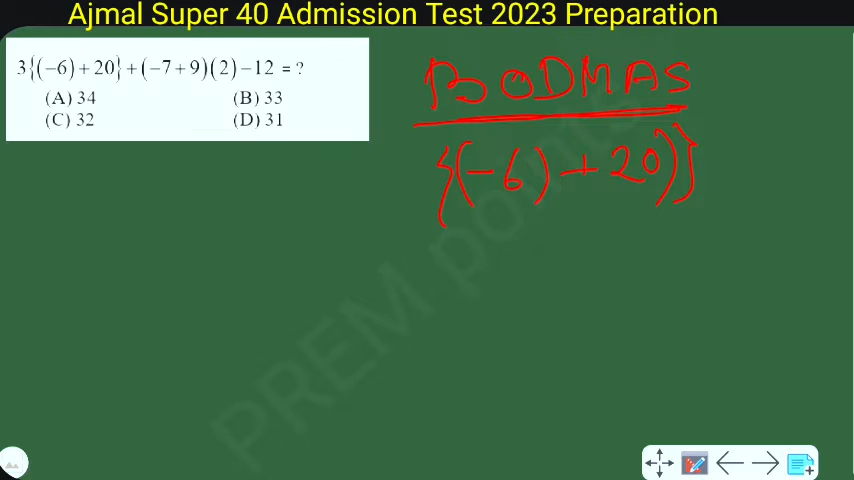 Ajmal Super 40 Admission Test 2023 Preparation
3{(−6)+20}+(−7+9)(2)−12 = ?
(A) 34 (B) 33
(C) 32 (D) 31
BODMAS
{(-6)+20)}
PREM points